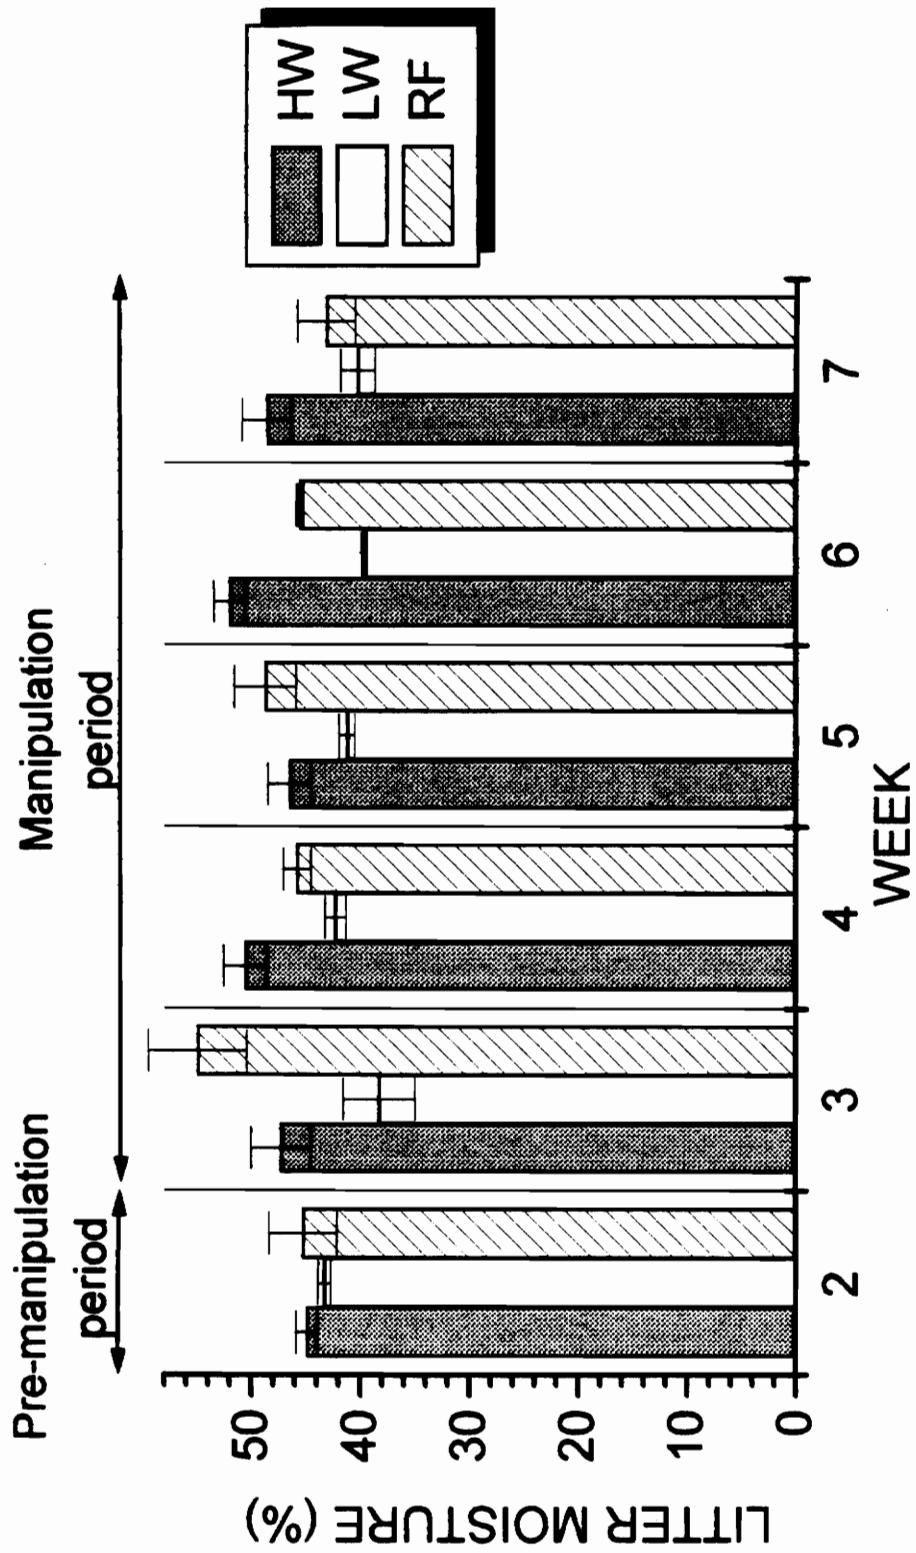 Pre-manipulation
period
Manipulation
period
HW
LW
RF
LITTER MOISTURE (%)
50
40
30
20
10
0
2
3
4
5
6
7
WEEK